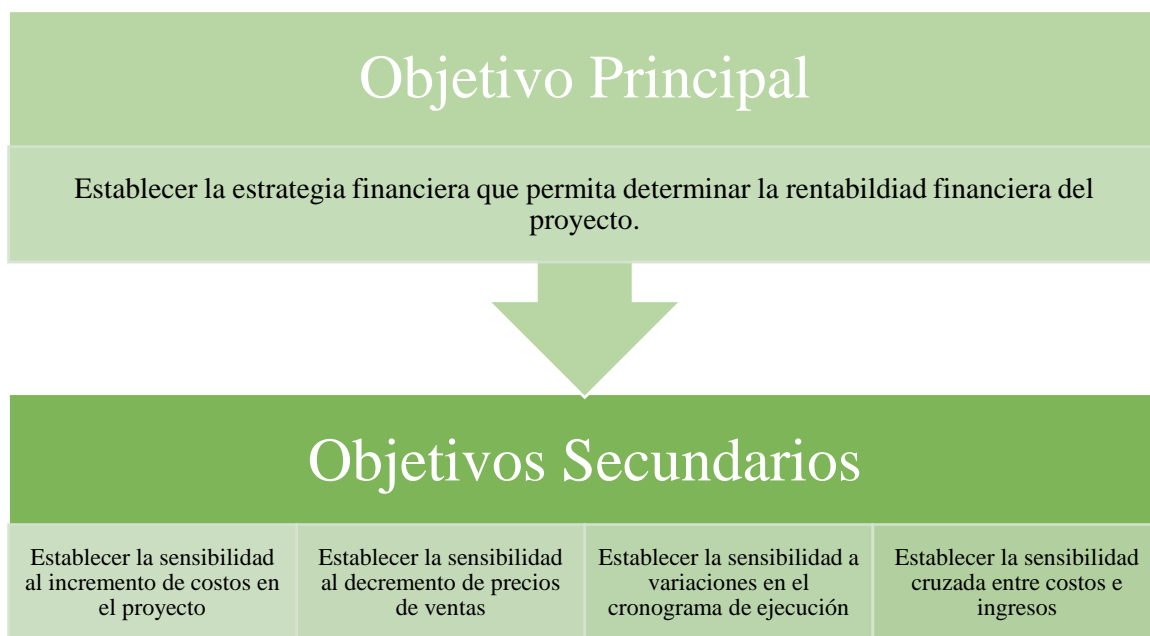 Objetivo Principal
Establecer la estrategia financiera que permita determinar la rentabildiad financiera del
proyecto.
Objetivos Secundarios
Establecer la sensibilidad
al incremento de costos en
el proyecto
Establecer la sensibilidad
al decremento de precios
de ventas
Establecer la sensibilidad a
variaciones en el
cronograma de ejecución
Establecer la sensibilidad
cruzada entre costos e
ingresos